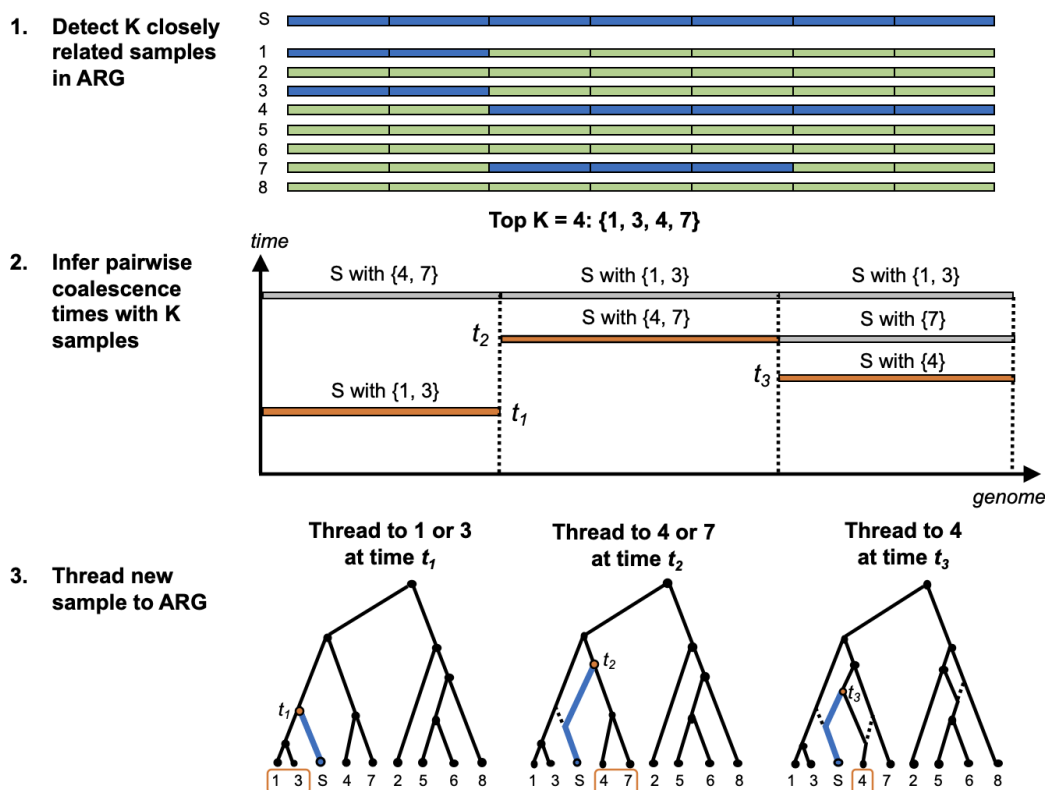 1. Detect K closely
related samples
in ARG
S
1
2
3
4
5
6
7
8
Top K = 4: {1, 3, 4, 7}
2. Infer pairwise
coalescence
times with K
samples
time
S with {4, 7}
S with {1, 3}
S with {1, 3}
S with {4, 7}
S with {7}
t2
S with {4}
t3
S with {1, 3}
t1
genome
3. Thread new
sample to ARG
Thread to 1 or 3
at time t1
Thread to 4 or 7
at time t2
Thread to 4
at time t3
t1
t2
t3
1 3 S 4 7 2 5 6 8
1 3 S 4 7 2 5 6 8
1 3 S 4 7 2 5 6 8